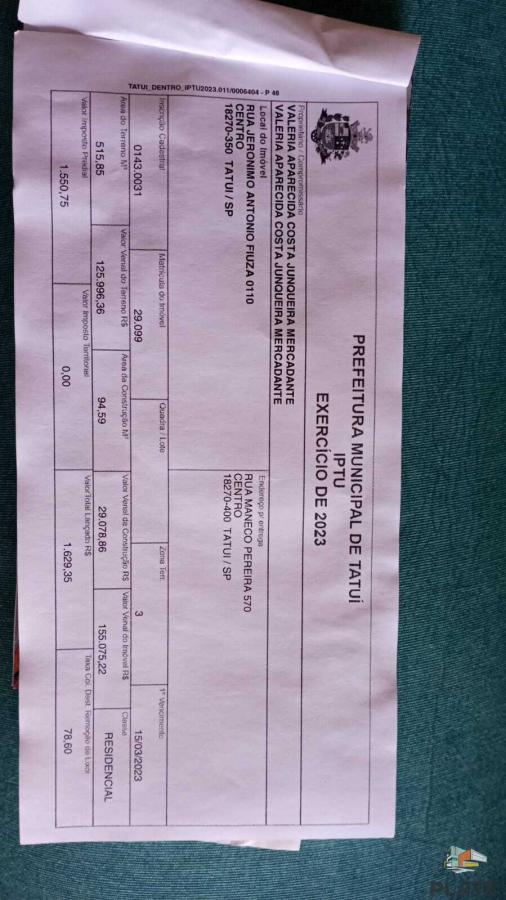 TATUI_DENTRO_IPTU2023.011/0006404 - P 46
PREFEITURA MUNICIPAL DE TATUÍ
IPTU
EXERCÍCIO DE 2023
Proprietário / Compromissário
VALERIA APARECIDA COSTA JUNQUEIRA MERCADANTE
VALERIA APARECIDA COSTA JUNQUEIRA MERCADANTE
Local do Imóvel
RUA JERONIMO ANTONIO FIUZA 0110
CENTRO
18270-350 TATUI / SP
Endereço p/ entrega
RUA MANECO PEREIRA 570
CENTRO
18270-400 TATUI / SP
Inscrição Cadastral Matrícula do Imóvel Quadra / Lote Zona Terr. 1º Vencimento
0143.0031 29.099 3 15/03/2023
Área do Terreno M² Valor Venal do Terreno R$ Área da Construção M² Valor Venal da Construção R$ Valor Venal do Imóvel R$ Classe
515,85 125.996,36 94,59 29.078,86 155.075,22 RESIDENCIAL
Valor Imposto Predial Valor Imposto Territorial Valor Total Lançado R$ Taxa Col. Dest. Remoção de Lixo
1.550,75 0,00 1.629,35 78,60